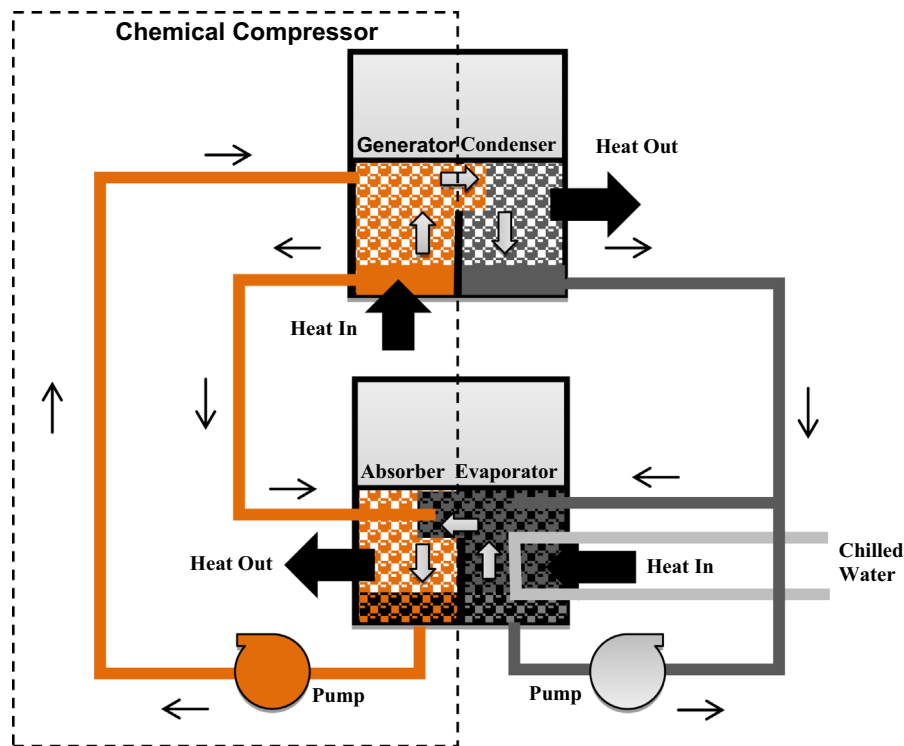 Chemical Compressor
Generator
Condenser
Heat Out
Heat In
Absorber
Evaporator
Heat Out
Heat In
Chilled
Water
Pump
Pump